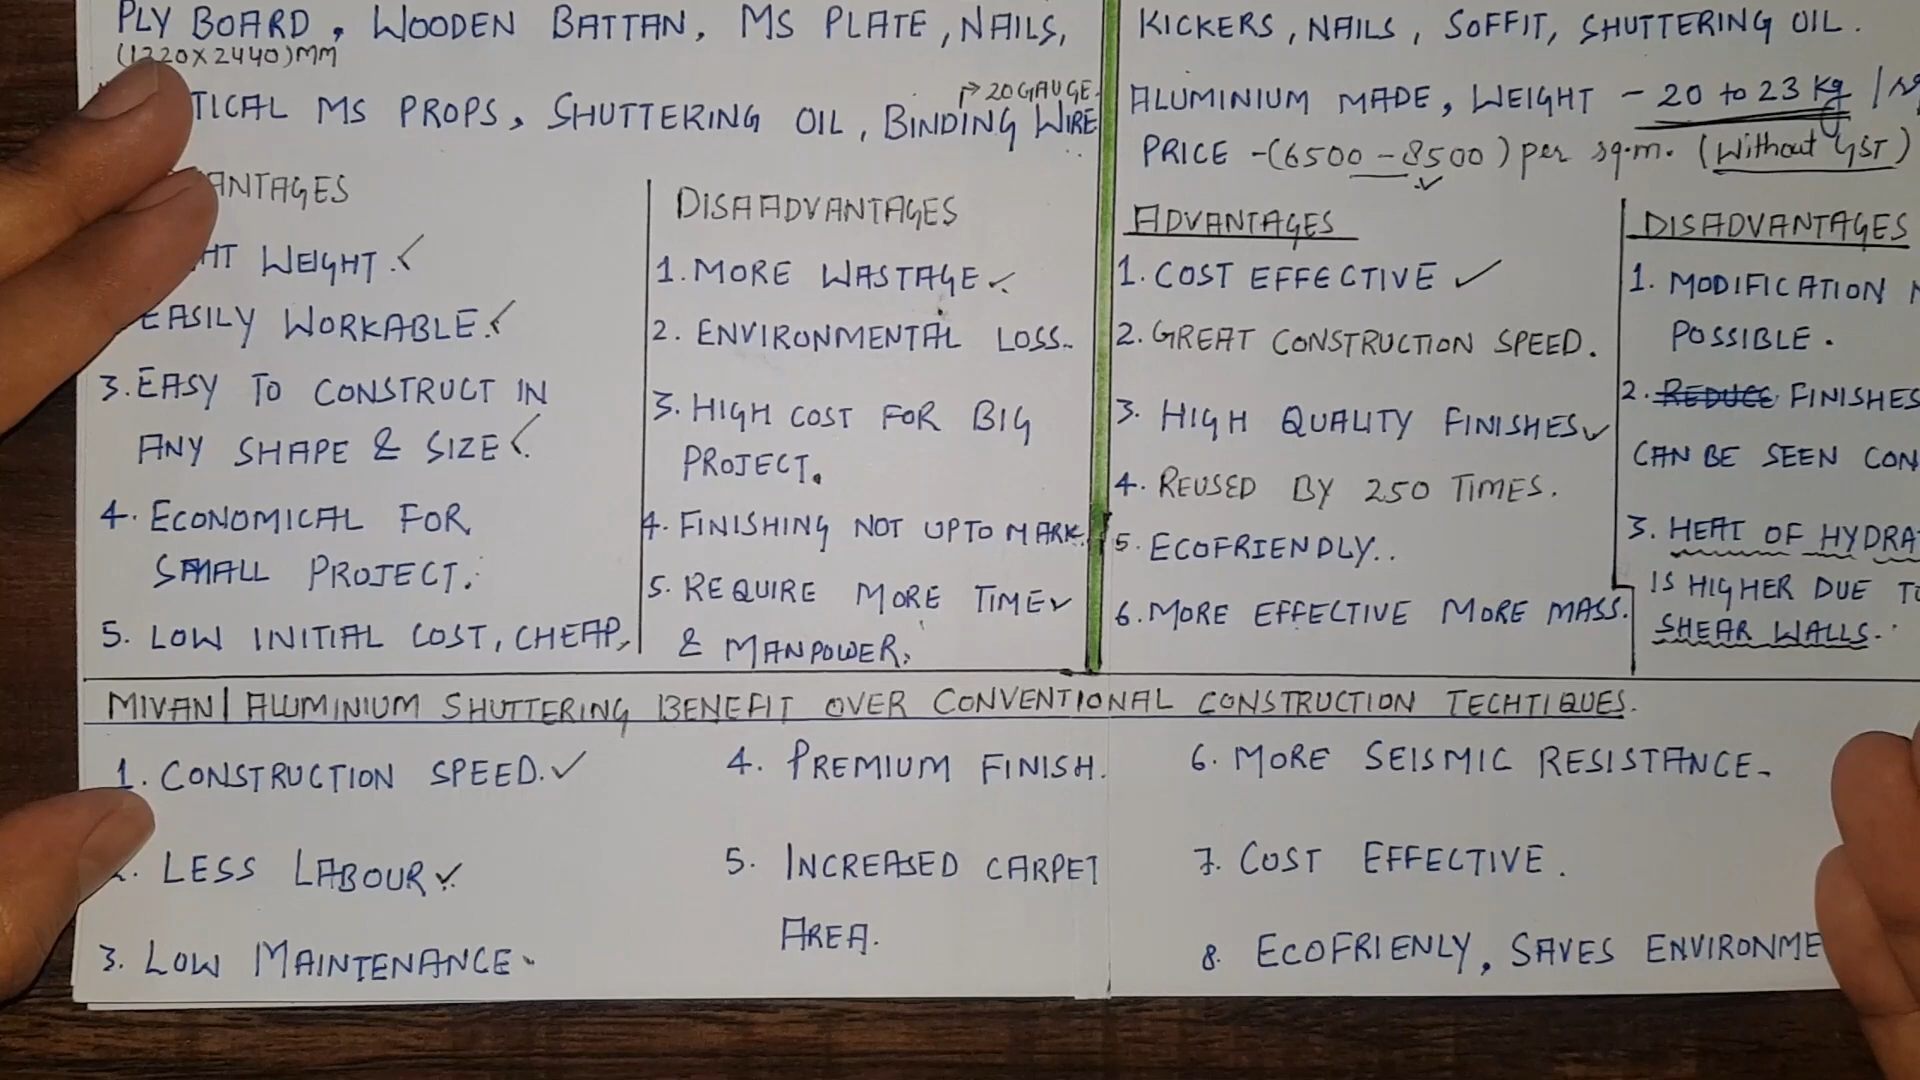 PLY BOARD, WOODEN BATTAN, MS PLATE, NAILS,
(1220X2440)MM
TICAL MS PROPS, SHUTTERING OIL, BINDING WIRE
→ 20 GAUGE.
ANTAGES
HT WEIGHT.
EASILY WORKABLE.
3. EASY TO CONSTRUCT IN
ANY SHAPE & SIZE
4. ECONOMICAL FOR
SMALL PROJECT.
5. LOW INITIAL COST, CHEAP,
DISAADVANTAGES
1. MORE WASTAGE
2. ENVIRONMENTAL LOSS..
3. HIGH COST FOR BIG
PROJECT.
4. FINISHING NOT UPTO MARK.
5. REQUIRE MORE TIME
& MANPOWER.
KICKERS, NAILS, SOFFIT, SHUTTERING OIL.
ALUMINIUM MADE, WEIGHT - 20 to 23 Kg /
PRICE -(6500 - 8500) per sq.m. (Without GST)
ADVANTAGES
1. COST EFFECTIVE ✓
2. GREAT CONSTRUCTION SPEED.
3. HIGH QUALITY FINISHES
4. REUSED BY 250 TIMES.
5. ECOFRIENDLY..
6. MORE EFFECTIVE MORE MASS.
DISADVANTAGES
1. MODIFICATION
POSSIBLE.
2. REDUCE FINISHES
CAN BE SEEN CON
3. HEAT OF HYDRA
IS HIGHER DUE TO
SHEAR WALLS.
MIVAN/ALUMINIUM SHUTTERING BENEFIT OVER CONVENTIONAL CONSTRUCTION TECHTIQUES.
1. CONSTRUCTION SPEED. ✓
2. LESS LABOUR ✓
3. LOW MAINTENANCE.
4. PREMIUM FINISH.
5. INCREASED CARPET
AREA.
6. MORE SEISMIC RESISTANCE.
7. COST EFFECTIVE.
8. ECOFRIENLY, SAVES ENVIRONME